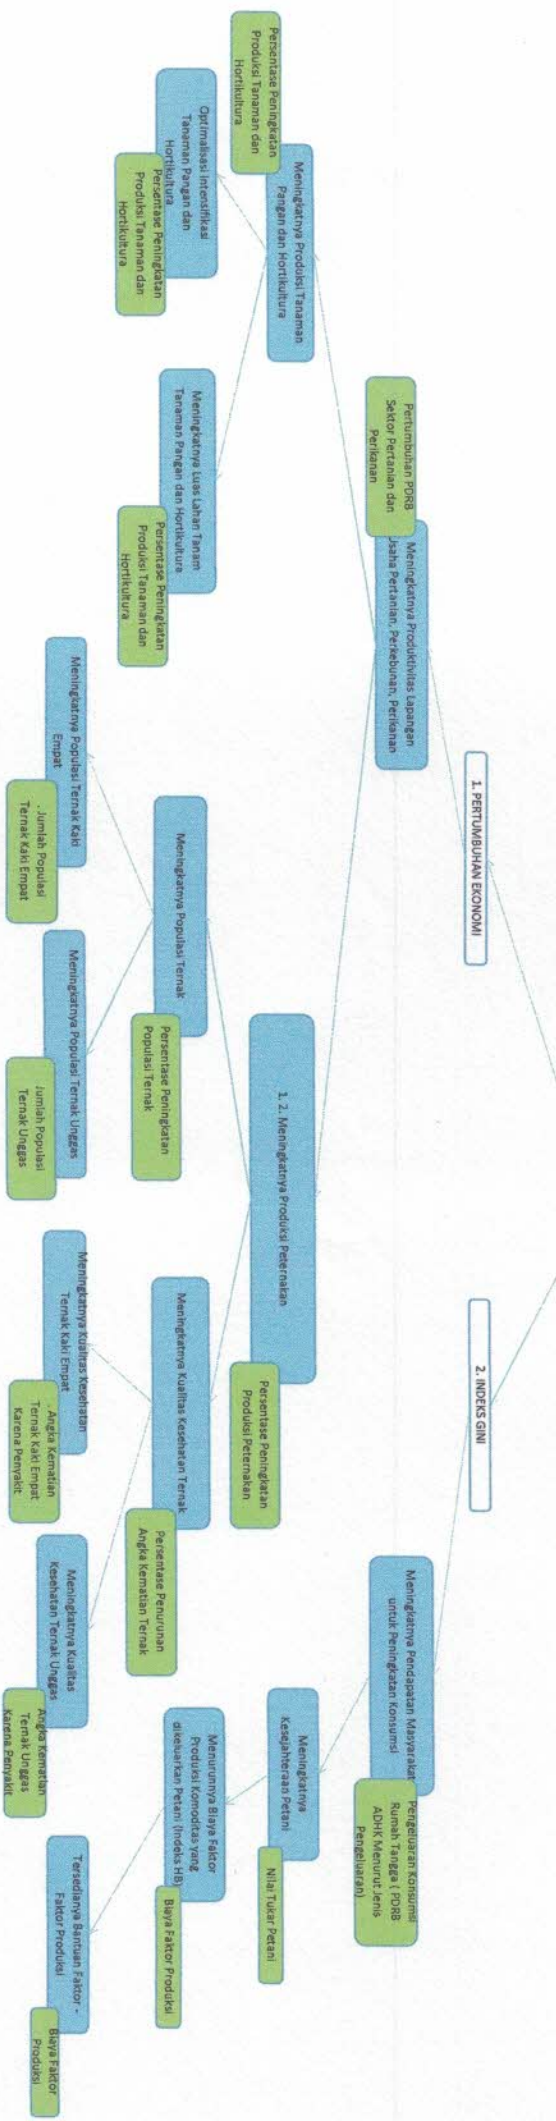 1. PERTUMBUHAN EKONOMI
2. INDEKS GINI
Meningkatnya Produktivitas Lapangan
Usaha Pertanian, Perkebunan, Perikanan
Pertumbuhan PDRB
Sektor Pertanian dan
Perikanan
Meningkatnya Pendapatan Masyarakat
untuk Peningkatan Konsumsi
Pengeluaran Konsumsi
Rumah Tangga ( PDRB
ADHK Menurut Jenis
Pengeluaran)
Meningkatnya Produksi Tanaman
Pangan dan Hortikultura
Persentase Peningkatan
Produksi Tanaman dan
Hortikultura
1. 2. Meningkatnya Produksi Peternakan
Persentase Peningkatan
Produksi Peternakan
Meningkatnya
Kesejahteraan Petani
Nilai Tukar Petani
Optimalisasi Intensifikasi
Tanaman Pangan dan
Hortikultura
Persentase Peningkatan
Produksi Tanaman dan
Hortikultura
Meningkatnya Luas Lahan Tanam
Tanaman Pangan dan Hortikultura
Persentase Peningkatan
Produksi Tanaman dan
Hortikultura
Meningkatnya Populasi Ternak
Persentase Peningkatan
Populasi Ternak
Meningkatnya Kualitas Kesehatan Ternak
Persentase Penurunan
Angka Kematian Ternak
Menurunnya Biaya Faktor
Produksi Komoditas yang
dikeluarkan Petani (Indeks HB)
Biaya Faktor Produksi
Meningkatnya Populasi Ternak Kaki
Empat
. Jumlah Populasi
Ternak Kaki Empat
Meningkatnya Populasi Ternak Unggas
Jumlah Populasi
Ternak Unggas
Meningkatnya Kualitas Kesehatan
Ternak Kaki Empat
. Angka Kematian
Ternak Kaki Empat
Karena Penyakit
Meningkatnya Kualitas
Kesehatan Ternak Unggas
Angka Kematian
Ternak Unggas
Karena Penyakit
Tersedianya Bantuan Faktor -
Faktor Produksi
Biaya Faktor
Produksi